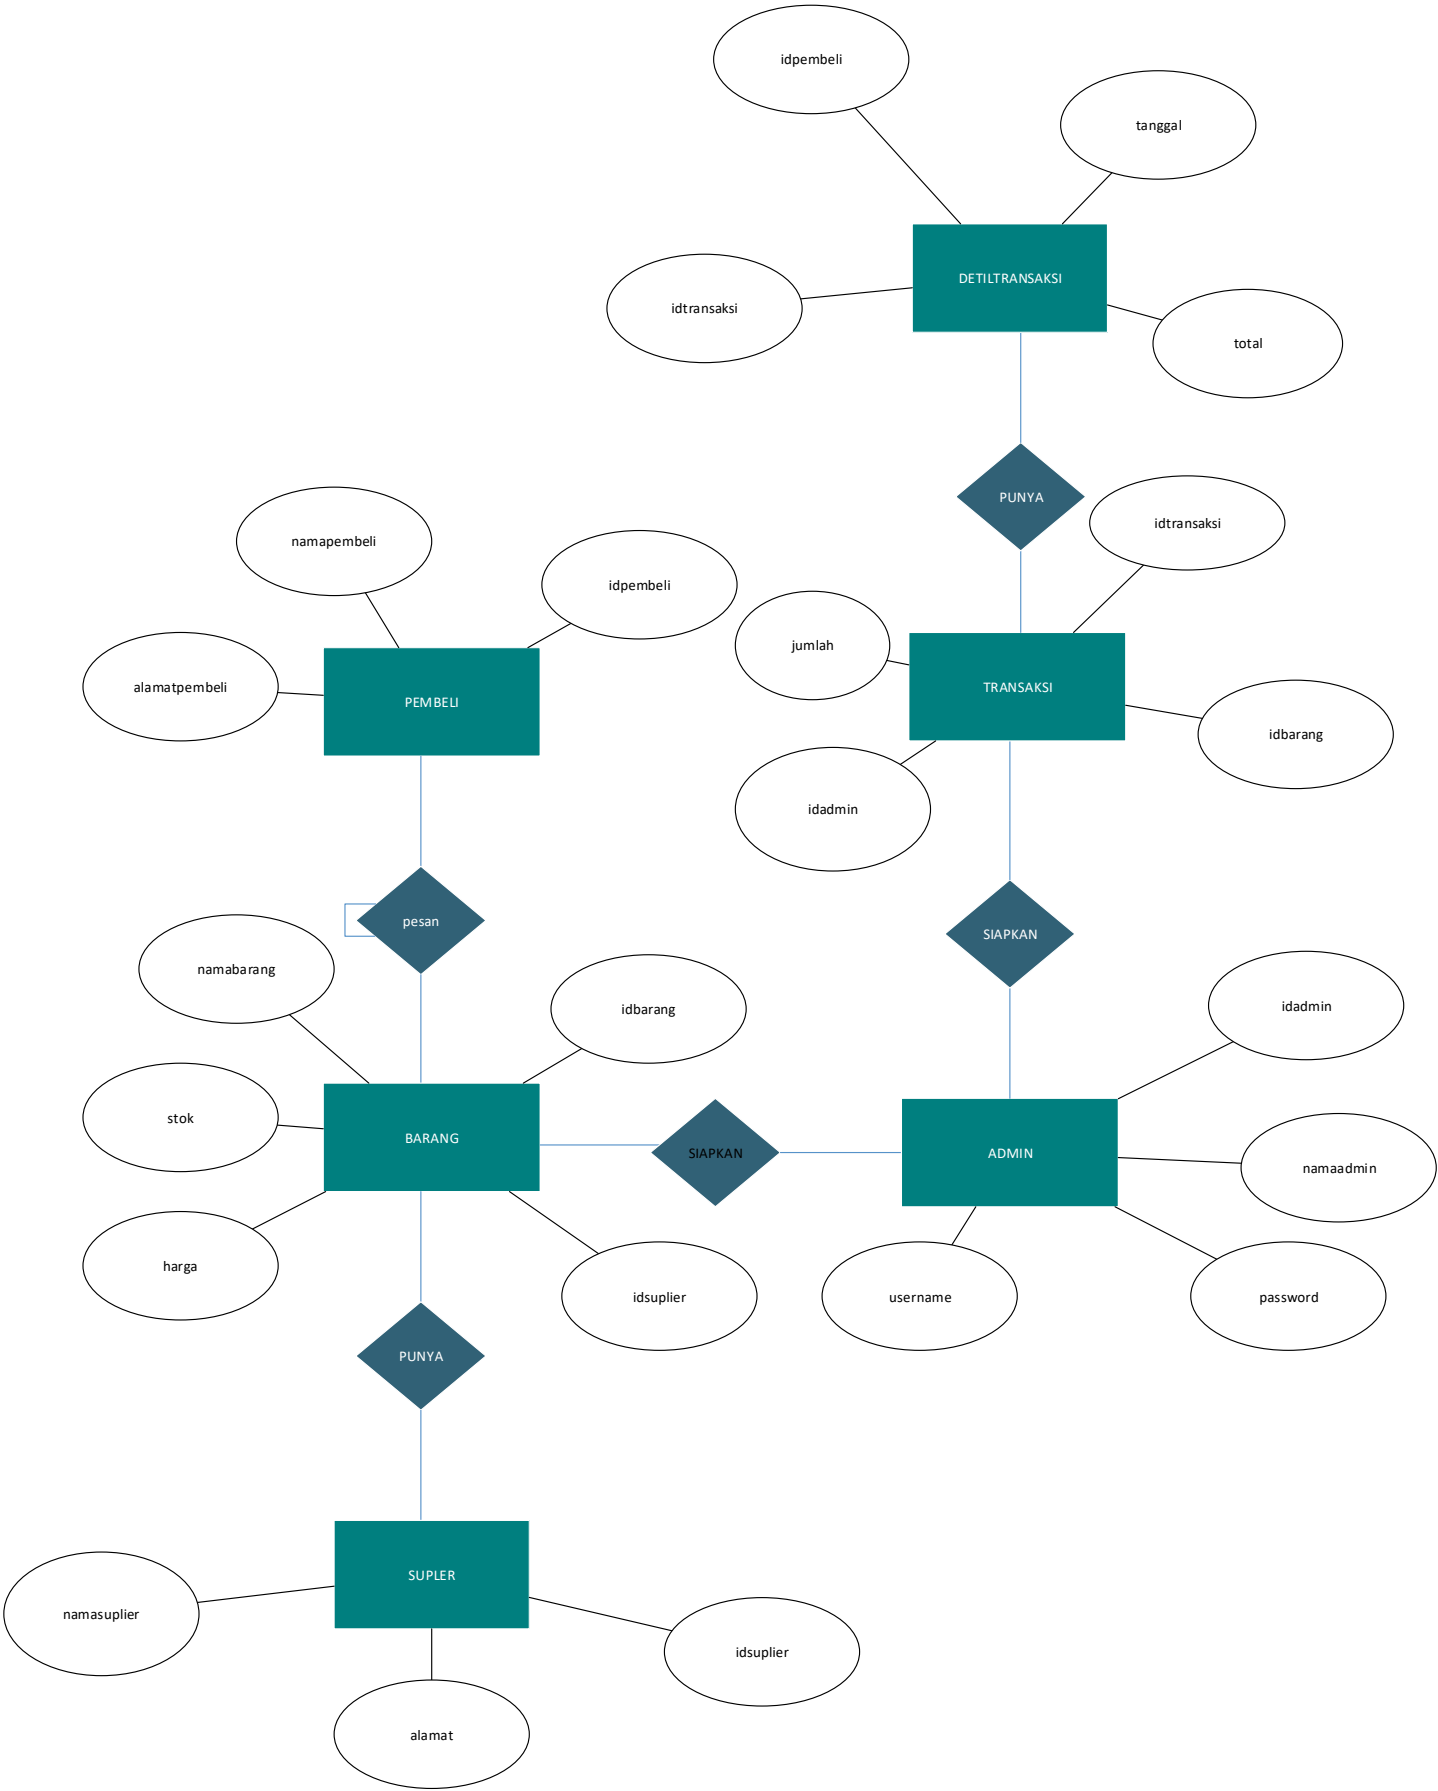 idpembeli
tanggal
DETILTRANSAKSI
idtransaksi
total
PUNYA
idtransaksi
namapembeli
idpembeli
jumlah
TRANSAKSI
alamatpembeli
PEMBELI
idbarang
idadmin
pesan
SIAPKAN
namabarang
idbarang
idadmin
stok
BARANG
SIAPKAN
ADMIN
namaadmin
harga
idsuplier
username
password
PUNYA
SUPLER
namasuplier
idsuplier
alamat